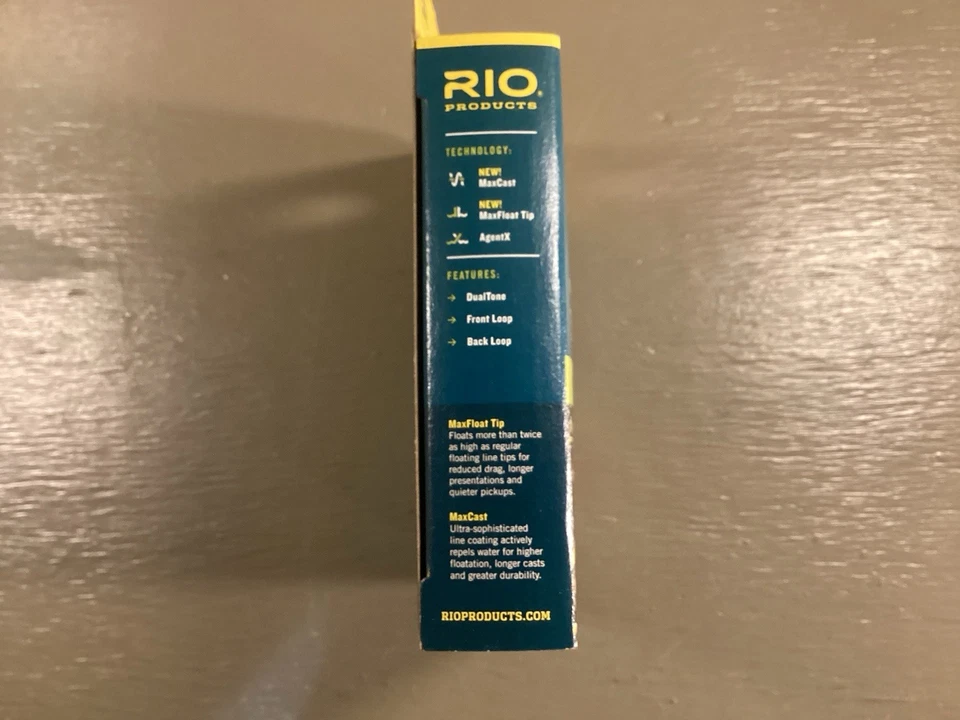 RIO
PRODUCTS
TECHNOLOGY:
NEW!
MaxCast
NEW!
MaxFloat Tip
AgentX
FEATURES:
→ DualTone
→ Front Loop
→ Back Loop
MaxFloat Tip
Floats more than twice
as high as regular
floating line tips for
reduced drag, longer
presentations and
quieter pickups.
MaxCast
Ultra-sophisticated
line coating actively
repels water for higher
floatation, longer casts
and greater durability.
RIOPRODUCTS.COM